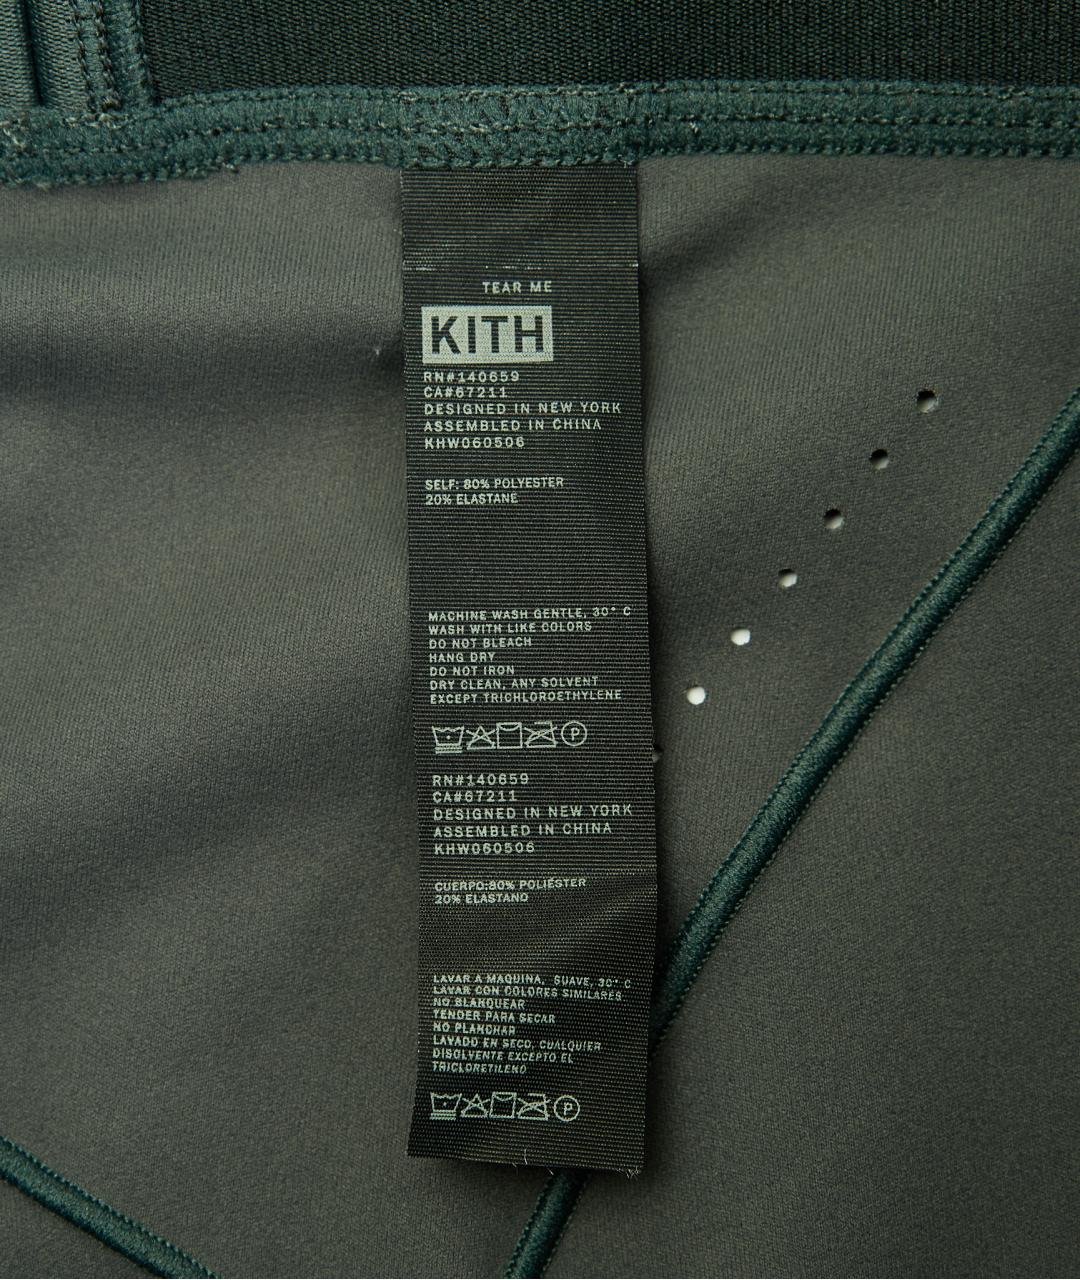 TEAR ME
KITH
RN#140659
CA#67211
DESIGNED IN NEW YORK
ASSEMBLED IN CHINA
KHW060506
SELF: 80% POLYESTER
20% ELASTANE
MACHINE WASH GENTLE, 30° C
WASH WITH LIKE COLORS
DO NOT BLEACH
HANG DRY
DO NOT IRON
DRY CLEAN, ANY SOLVENT
EXCEPT TRICHLOROETHYLENE
P
RN#140659
CA#67211
DESIGNED IN NEW YORK
ASSEMBLED IN CHINA
KHW060506
CUERPO:80% POLIÉSTER
20% ELASTANO
LAVAR A MAQUINA, SUAVE, 30° C
LAVAR CON COLORES SIMILARES
NO BLANQUEAR
TENDER PARA SECAR
NO PLANCHAR
LAVADO EN SECO, CUALQUIER
DISOLVENTE EXCEPTO EL
TRICLORETILENO
P